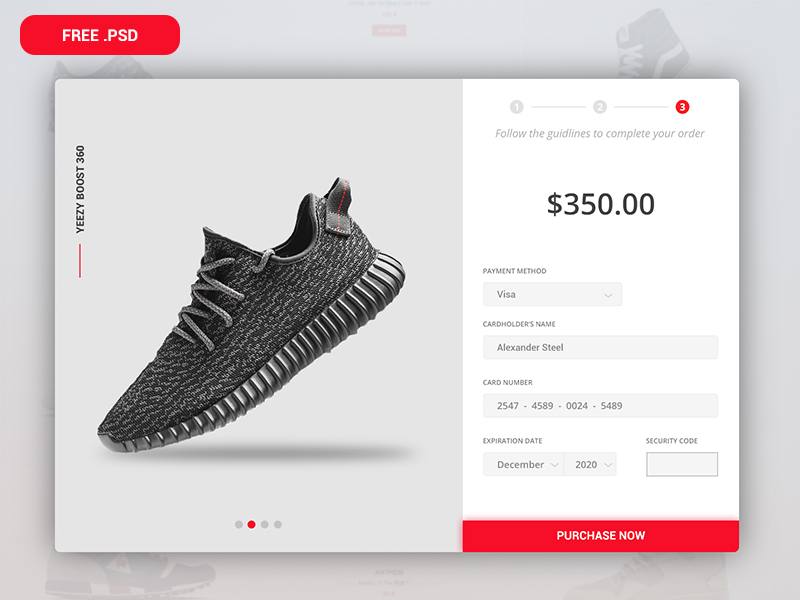 FREE .PSD
YEEZY BOOST 360
1 2 3
Follow the guidlines to complete your order
$350.00
PAYMENT METHOD
Visa
CARDHOLDER'S NAME
Alexander Steel
CARD NUMBER
2547 - 4589 - 0024 - 5489
EXPIRATION DATE SECURITY CODE
December 2020
PURCHASE NOW